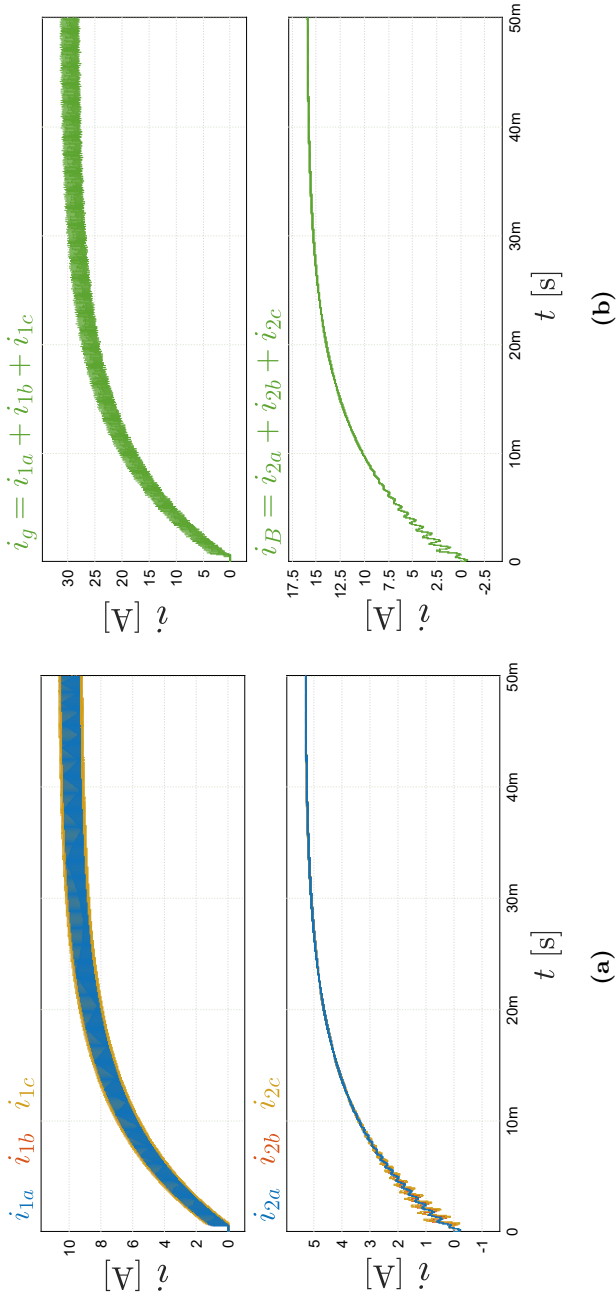 i_{1a} i_{1b} i_{1c}
10
8
6
4
2
0
i [A]
i_{2a} i_{2b} i_{2c}
5
4
3
2
1
0
-1
i [A]
0 10m 20m 30m 40m 50m
t [s]
(a)
i_g = i_{1a} + i_{1b} + i_{1c}
30
25
20
15
10
5
0
i [A]
i_B = i_{2a} + i_{2b} + i_{2c}
17.5
15
12.5
10
7.5
5
2.5
0
-2.5
i [A]
0 10m 20m 30m 40m 50m
t [s]
(b)